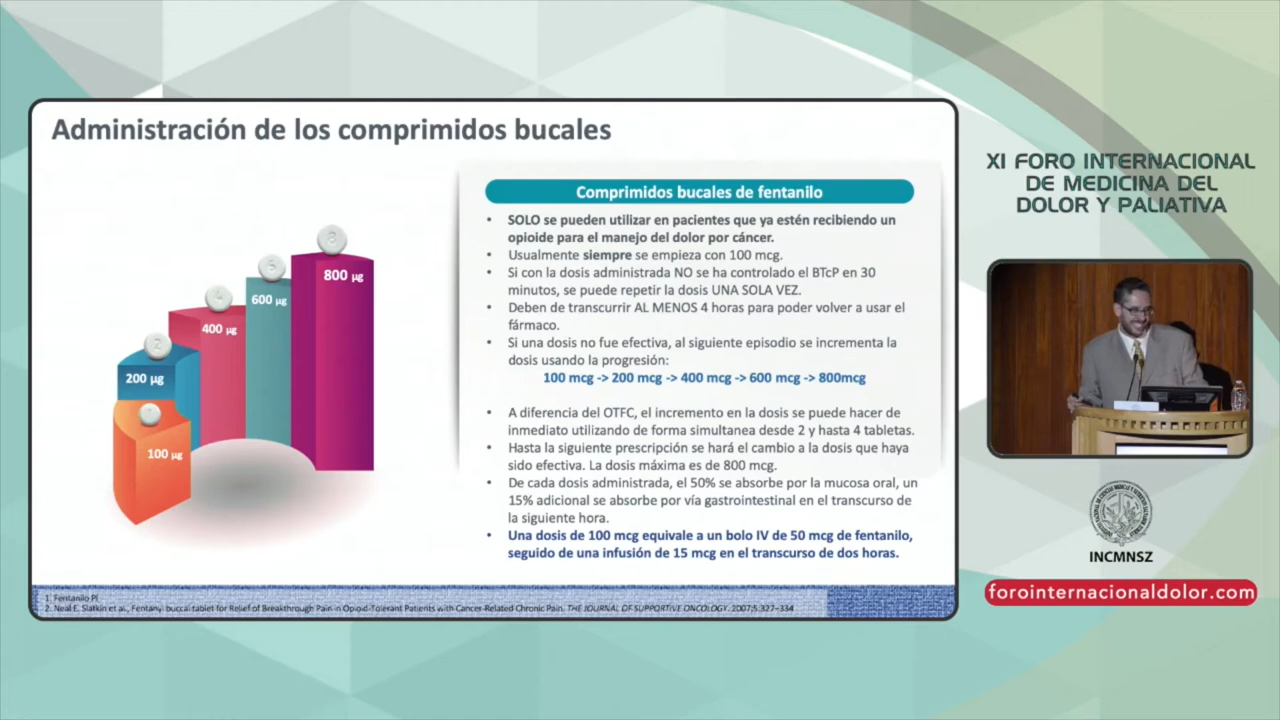 Administración de los comprimidos bucales
Comprimidos bucales de fentanilo
• SOLO se pueden utilizar en pacientes que ya estén recibiendo un
opioide para el manejo del dolor por cáncer.
• Usualmente siempre se empieza con 100 mcg.
• Si con la dosis administrada NO se ha controlado el BTcP en 30
minutos, se puede repetir la dosis UNA SOLA VEZ.
• Deben de transcurrir AL MENOS 4 horas para poder volver a usar el
fármaco.
• Si una dosis no fue efectiva, al siguiente episodio se incrementa la
dosis usando la progresión:
100 mcg -> 200 mcg -> 400 mcg -> 600 mcg -> 800mcg
• A diferencia del OTFC, el incremento en la dosis se puede hacer de
inmediato utilizando de forma simultanea desde 2 y hasta 4 tabletas.
• Hasta la siguiente prescripción se hará el cambio a la dosis que haya
sido efectiva. La dosis máxima es de 800 mcg.
• De cada dosis administrada, el 50% se absorbe por la mucosa oral, un
15% adicional se absorbe por vía gastrointestinal en el transcurso de
la siguiente hora.
• Una dosis de 100 mcg equivale a un bolo IV de 50 mcg de fentanilo,
seguido de una infusión de 15 mcg en el transcurso de dos horas.
1
100 µg
2
200 µg
4
400 µg
600 µg
8
800 µg
1. Fentanilo PI
2. Neal E. Slatkin et al., Fentanyl buccal tablet for Relief of Breakthrough Pain in Opioid-Tolerant Patients with Cancer-Related Chronic Pain. THE JOURNAL OF SUPPORTIVE ONCOLOGY. 2007;5:327–334
XI FORO INTERNACIONAL
DE MEDICINA DEL
DOLOR Y PALIATIVA
INCMNSZ
forointernacionaldolor.com